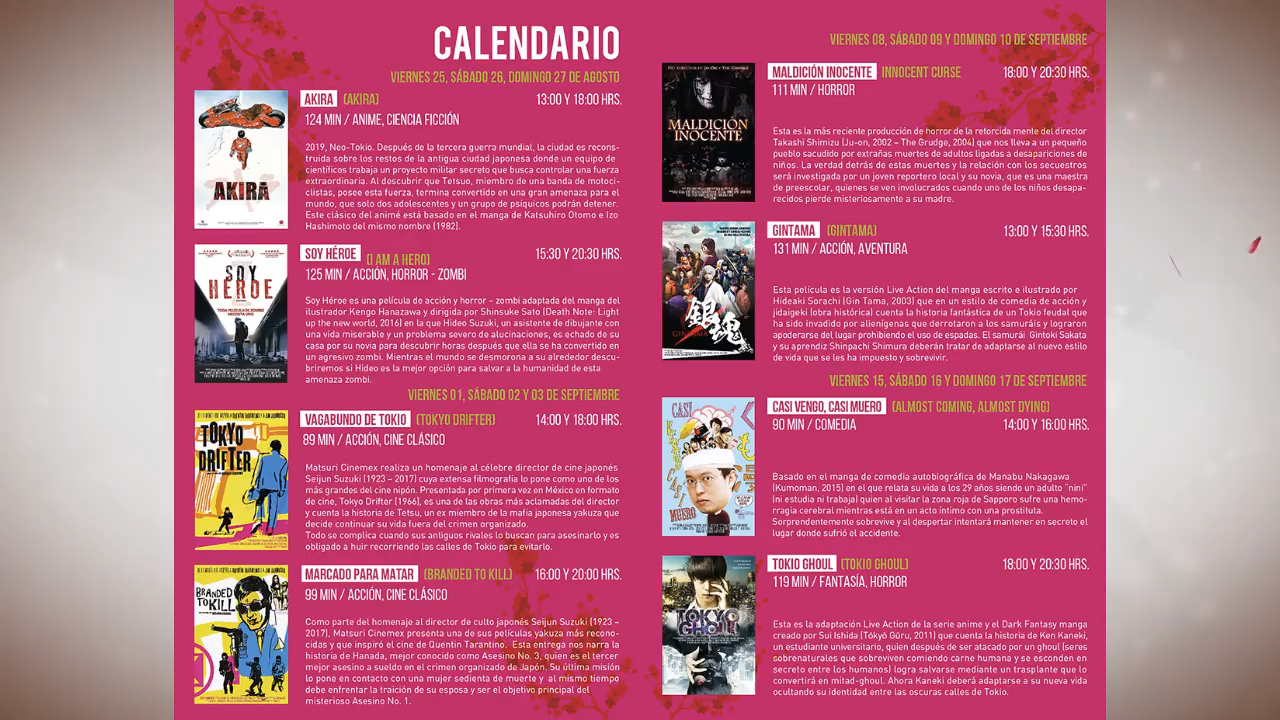 CALENDARIO
VIERNES 25, SÁBADO 26, DOMINGO 27 DE AGOSTO
AKIRA (AKIRA) 13:00 Y 18:00 HRS.
124 MIN / ANIME, CIENCIA FICCIÓN
2019, Neo-Tokio. Después de la tercera guerra mundial, la ciudad es recons-
truida sobre los restos de la antigua ciudad japonesa donde un equipo de
científicos trabaja un proyecto militar secreto que busca controlar una fuerza
extraordinaria. Al descubrir que Tetsuo, miembro de una banda de motoci-
clistas, posee esta fuerza, termina convertido en una gran amenaza para el
mundo, que solo dos adolescentes y un grupo de psíquicos podrán detener.
Este clásico del animé está basado en el manga de Katsuhiro Otomo e Izo
Hashimoto del mismo nombre (1982).
AKIRA
SOY HÉROE (I AM A HERO) 15:30 Y 20:30 HRS.
125 MIN / ACCIÓN, HORROR - ZOMBI
Soy Héroe es una película de acción y horror – zombi adaptada del manga del
ilustrador Kengo Hanazawa y dirigida por Shinsuke Sato (Death Note: Light
up the new world, 2016) en la que Hideo Suzuki, un asistente de dibujante con
una vida miserable y un problema severo de alucinaciones, es echado de su
casa por su novia para descubrir horas después que ella se ha convertido en
un agresivo zombi. Mientras el mundo se desmorona a su alrededor descu-
briremos si Hideo es la mejor opción para salvar a la humanidad de esta
amenaza zombi.
SOY
HÉROE
VIERNES 01, SÁBADO 02 Y 03 DE SEPTIEMBRE
VAGABUNDO DE TOKIO (TOKYO DRIFTER) 14:00 Y 18:00 HRS.
89 MIN / ACCIÓN, CINE CLÁSICO
Matsuri Cinemex realiza un homenaje al célebre director de cine japonés
Seijun Suzuki (1923 – 2017) cuya extensa filmografía lo pone como uno de los
más grandes del cine nipón. Presentada por primera vez en México en formato
de cine, Tokyo Drifter (1966), es una de las obras más aclamadas del director
y cuenta la historia de Tetsu, un ex miembro de la mafia japonesa yakuza que
decide continuar su vida fuera del crimen organizado.
Todo se complica cuando sus antiguos rivales lo buscan para asesinarlo y es
obligado a huir recorriendo las calles de Tokio para evitarlo.
TOKYO
DRIFTER
MARCADO PARA MATAR (BRANDED TO KILL) 16:00 Y 20:00 HRS.
99 MIN / ACCIÓN, CINE CLÁSICO
Como parte del homenaje al director de culto japonés Seijun Suzuki (1923 –
2017), Matsuri Cinemex presenta una de sus películas yakuza más recono-
cidas y que inspiró el cine de Quentin Tarantino. Esta entrega nos narra la
historia de Hanada, mejor conocido como Asesino No. 3, quien es el tercer
mejor asesino a sueldo en el crimen organizado de Japón. Su última misión
lo pone en contacto con una mujer sedienta de muerte y al mismo tiempo
debe enfrentar la traición de su esposa y ser el objetivo principal del
misterioso Asesino No. 1.
BRANDED
TO KILL
VIERNES 08, SÁBADO 09 Y DOMINGO 10 DE SEPTIEMBRE
MALDICIÓN INOCENTE INNOCENT CURSE 18:00 Y 20:30 HRS.
111 MIN / HORROR
Esta es la más reciente producción de horror de la retorcida mente del director
Takashi Shimizu (Ju-on, 2002 – The Grudge, 2004) que nos lleva a un pequeño
pueblo sacudido por extrañas muertes de adultos ligadas a desapariciones de
niños. La verdad detrás de estas muertes y la relación con los secuestros
será investigada por un joven reportero local y su novia, que es una maestra
de preescolar, quienes se ven involucrados cuando uno de los niños desapa-
recidos pierde misteriosamente a su madre.
MALDICIÓN
INOCENTE
GINTAMA (GINTAMA) 13:00 Y 15:30 HRS.
131 MIN / ACCIÓN, AVENTURA
Esta película es la versión Live Action del manga escrito e ilustrado por
Hideaki Sorachi (Gin Tama, 2003) que en un estilo de comedia de acción y
jidaigeki (obra histórica) cuenta la historia fantástica de un Tokio feudal que
ha sido invadido por alienígenas que derrotaron a los samuráis y lograron
apoderarse del lugar prohibiendo el uso de espadas. El samurái Gintoki Sakata
y su aprendiz Shinpachi Shimura deberán tratar de adaptarse al nuevo estilo
de vida que se les ha impuesto y sobrevivir.
銀
魂
GINTAMA
VIERNES 15, SÁBADO 16 Y DOMINGO 17 DE SEPTIEMBRE
CASI VENGO, CASI MUERO (ALMOST COMING, ALMOST DYING)
90 MIN / COMEDIA 14:00 Y 16:00 HRS.
Basado en el manga de comedia autobiográfica de Manabu Nakagawa
(Kumoman, 2015) en el que relata su vida a los 29 años siendo un adulto “nini”
(ni estudia ni trabaja) quien al visitar la zona roja de Sapporo sufre una hemo-
rragia cerebral mientras está en un acto íntimo con una prostituta.
Sorprendentemente sobrevive y al despertar intentará mantener en secreto el
lugar donde sufrió el accidente.
CASI
MUERO
TOKIO GHOUL (TOKIO GHOUL) 18:00 Y 20:30 HRS.
119 MIN / FANTASÍA, HORROR
Esta es la adaptación Live Action de la serie anime y el Dark Fantasy manga
creado por Sui Ishida (Tōkyō Gūru, 2011) que cuenta la historia de Ken Kaneki,
un estudiante universitario, quien después de ser atacado por un ghoul (seres
sobrenaturales que sobreviven comiendo carne humana y se esconden en
secreto entre los humanos) logra salvarse mediante un trasplante que lo
convertirá en mitad-ghoul. Ahora Kaneki deberá adaptarse a su nueva vida
ocultando su identidad entre las oscuras calles de Tokio.
TOKYO
GHOUL